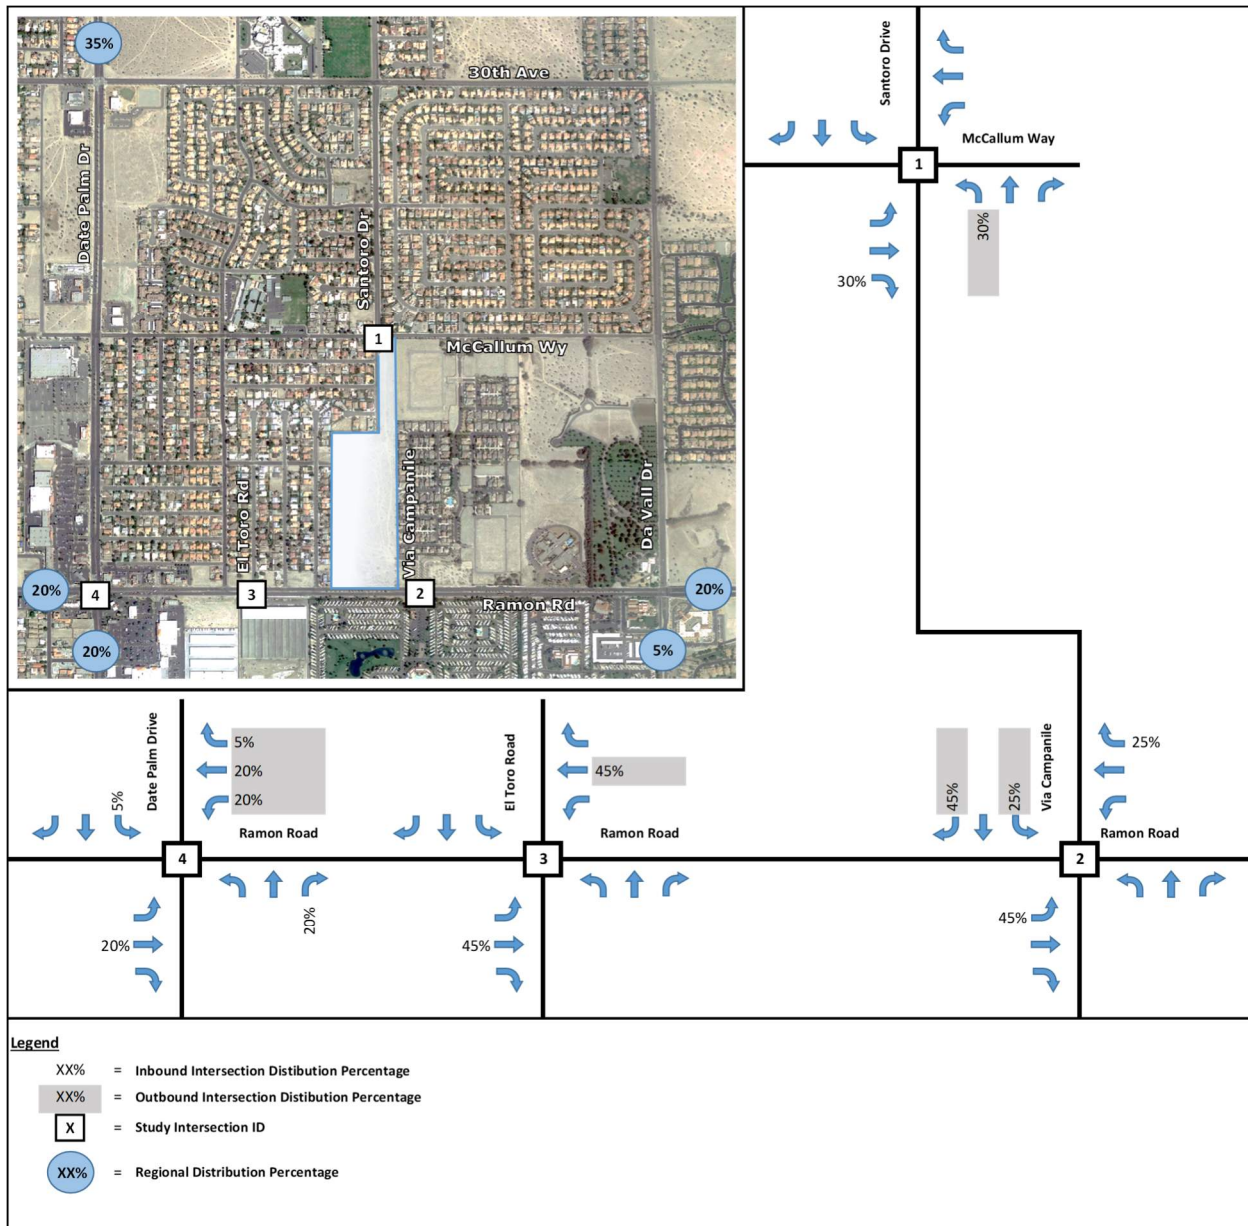 35%
30th Ave
Date Palm Dr
Santoro Dr
1
McCallum Wy
El Toro Rd
Via Campanile
Da Vall Dr
20%
4
3
2
Ramon Rd
20%
20%
5%
Santoro Drive
McCallum Way
1
30%
30%
Date Palm Drive
5%
5%
20%
20%
Ramon Road
4
20%
20%
El Toro Road
45%
Ramon Road
3
45%
45%
25%
Via Campanile
25%
Ramon Road
2
45%
Legend
XX% = Inbound Intersection Distibution Percentage
XX% = Outbound Intersection Distibution Percentage
X = Study Intersection ID
XX% = Regional Distribution Percentage